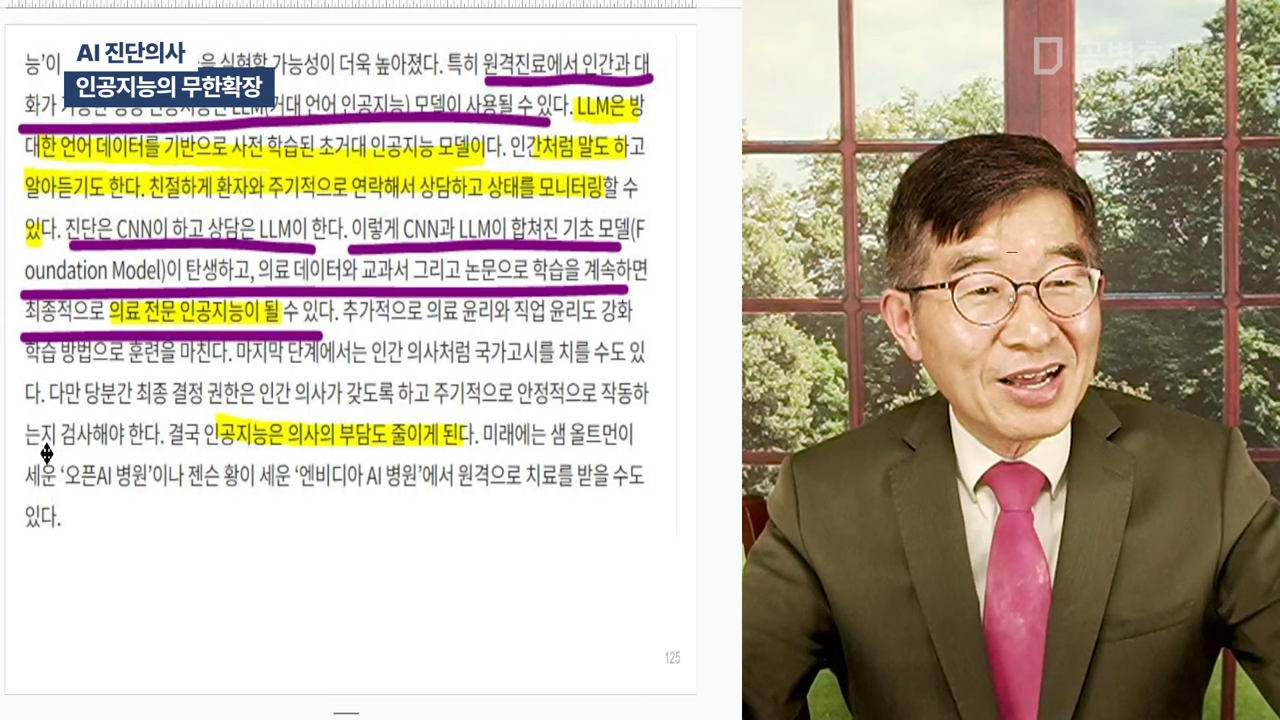 AI 진단의사
인공지능의 무한확장
능’이 실현할 가능성이 더욱 높아졌다. 특히 원격진료에서 인간과 대
화가 모델이 사용될 수 있다. LLM은 방
대한 언어 데이터를 기반으로 사전 학습된 초거대 인공지능 모델이다. 인간처럼 말도 하고
알아듣기도 한다. 친절하게 환자와 주기적으로 연락해서 상담하고 상태를 모니터링할 수
있다. 진단은 CNN이 하고 상담은 LLM이 한다. 이렇게 CNN과 LLM이 합쳐진 기초 모델(F
oundation Model)이 탄생하고, 의료 데이터와 교과서 그리고 논문으로 학습을 계속하면
최종적으로 의료 전문 인공지능이 될 수 있다. 추가적으로 의료 윤리와 직업 윤리도 강화
학습 방법으로 훈련을 마친다. 마지막 단계에서는 인간 의사처럼 국가고시를 치를 수도 있
다. 다만 당분간 최종 결정 권한은 인간 의사가 갖도록 하고 주기적으로 안정적으로 작동하
는지 검사해야 한다. 결국 인공지능은 의사의 부담도 줄이게 된다. 미래에는 샘 올트먼이
세운 ‘오픈AI 병원’이나 젠슨 황이 세운 ‘엔비디아 AI 병원’에서 원격으로 치료를 받을 수도
있다.
125